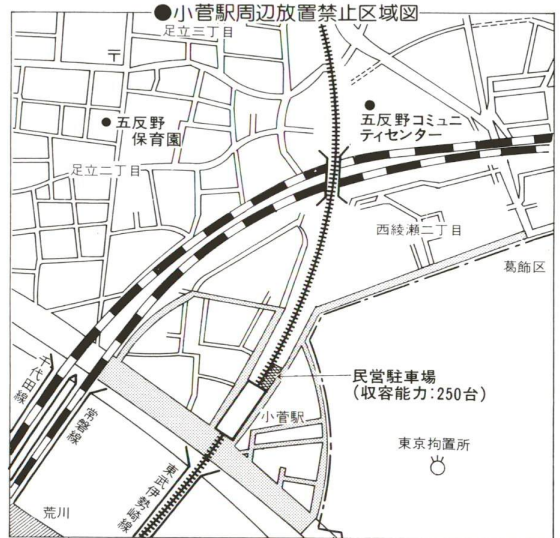 ●小菅駅周辺放置禁止区域図
足立三丁目
〒
五反野
保育園
五反野コミュニ
ティセンター
足立二丁目
西綾瀬二丁目
葛飾区
民営駐車場
(収容能力:250台)
小菅駅
東京拘置所
千代田線
常磐線
東武伊勢崎線
荒川